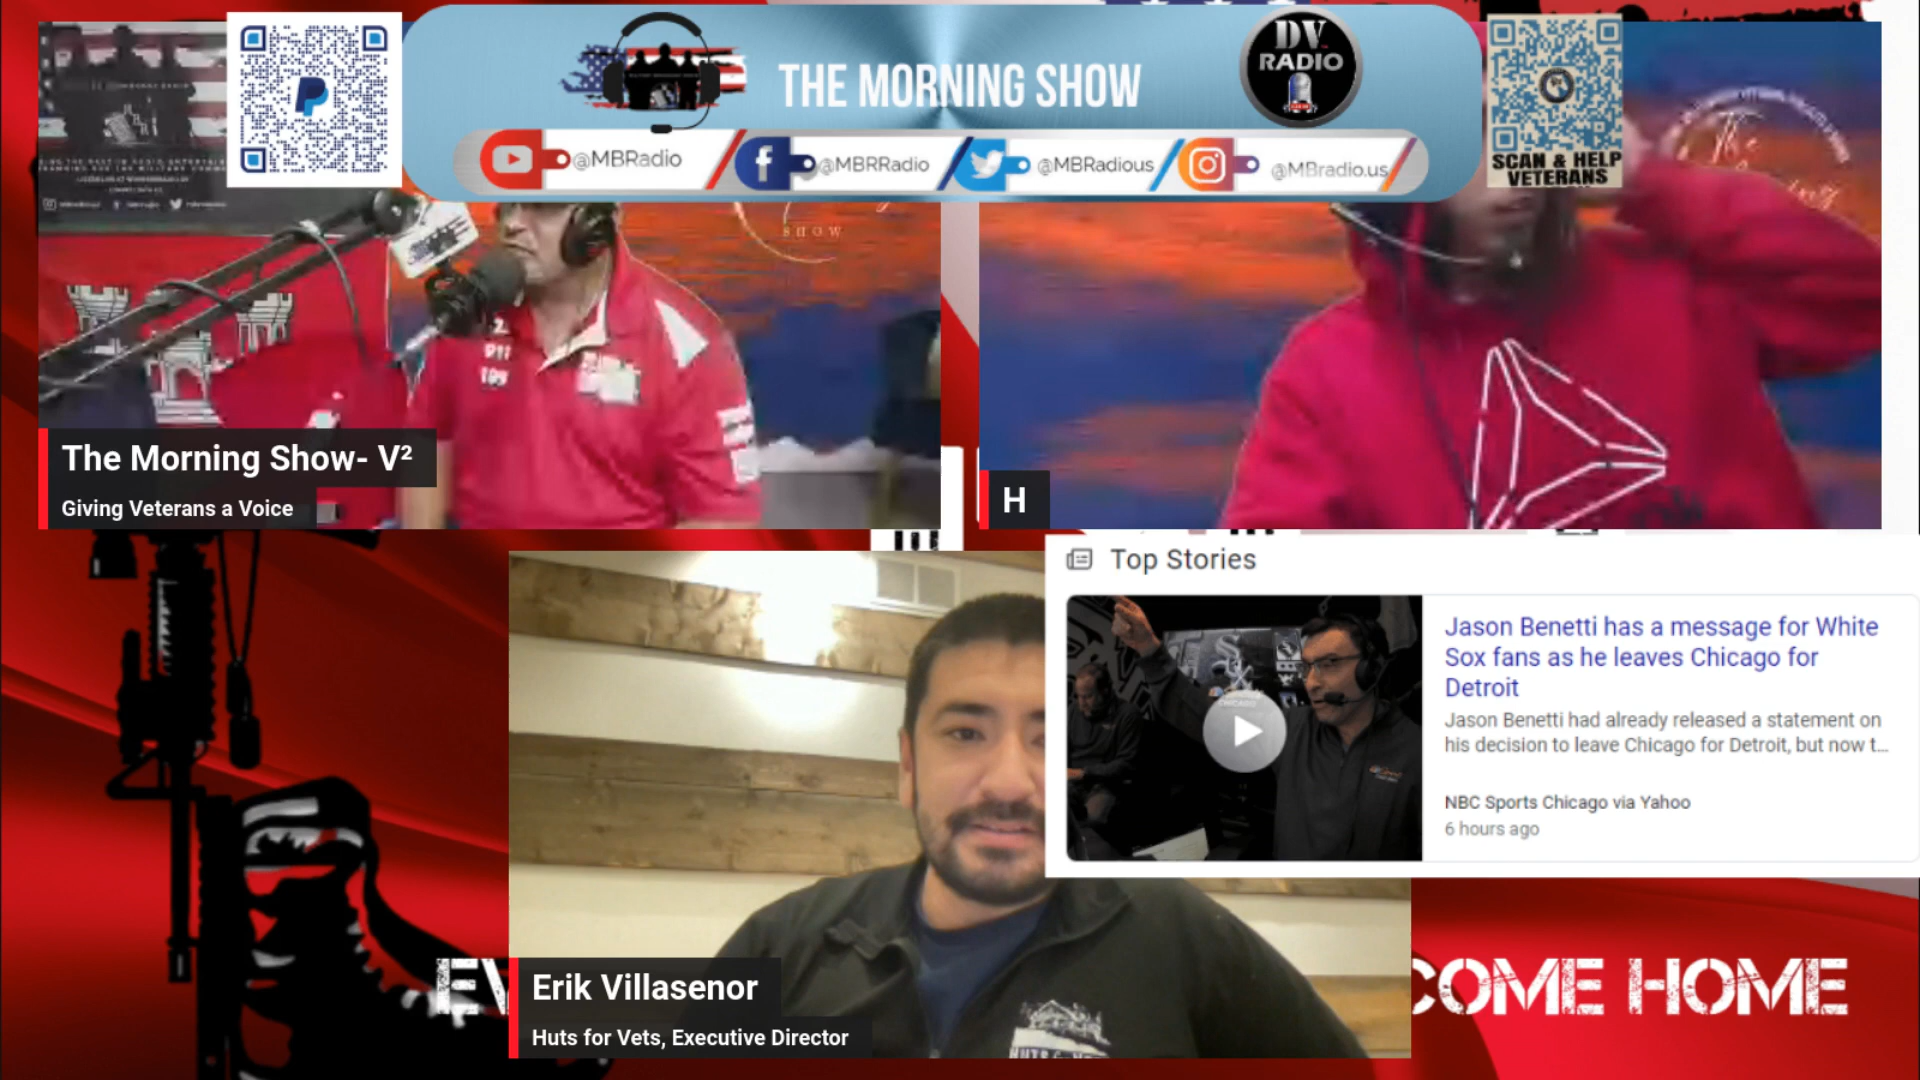 THE MORNING SHOW
DV
RADIO
@MBRadio
@MBRRadio
@MBRadious
@MBradio.us
SCAN & HELP
VETERANS
The
show
911
The Morning Show- V²
Giving Veterans a Voice
H
Top Stories
Jason Benetti has a message for White
Sox fans as he leaves Chicago for
Detroit
Jason Benetti had already released a statement on
his decision to leave Chicago for Detroit, but now t...
NBC Sports Chicago via Yahoo
6 hours ago
Erik Villasenor
Huts for Vets, Executive Director
COME HOME